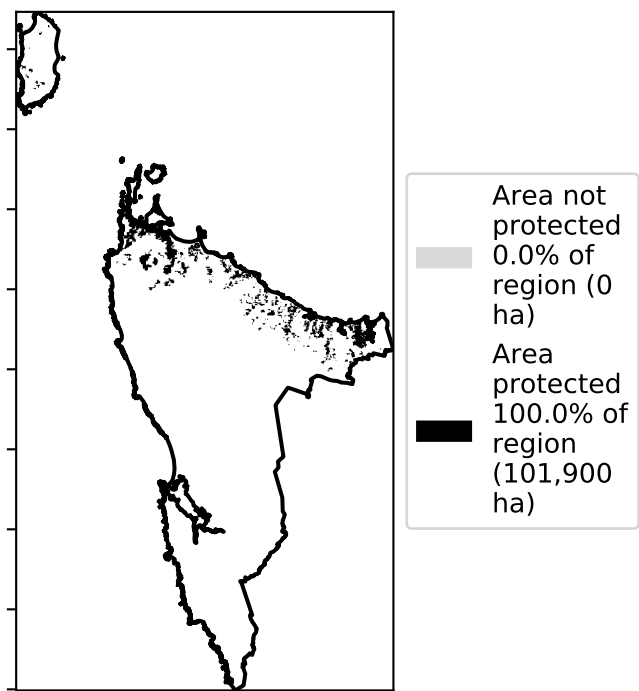 Area not
protected
0.0% of
region (0
ha)
Area
protected
100.0% of
region
(101,900
ha)